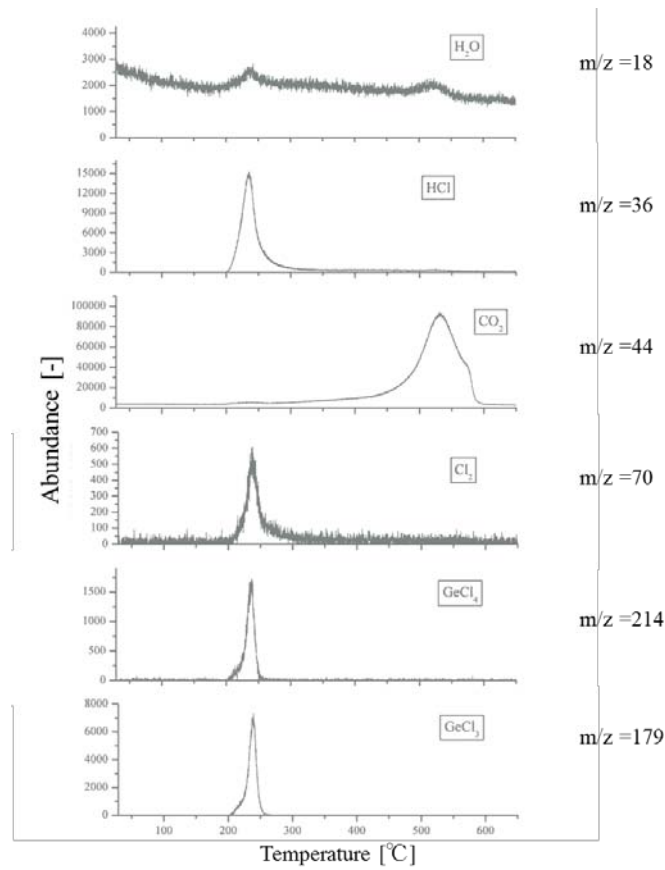 4000
3000
2000
1000
0
H₂O
m/z =18
15000
12000
9000
6000
3000
0
HCl
m/z =36
100000
80000
60000
40000
20000
0
CO₂
m/z =44
Abundance [-]
700
600
500
400
300
200
100
0
Cl₂
m/z =70
1500
1000
500
0
GeCl₄
m/z =214
8000
6000
4000
2000
0
GeCl₃
m/z =179
100 200 300 400 500 600
Temperature [℃]